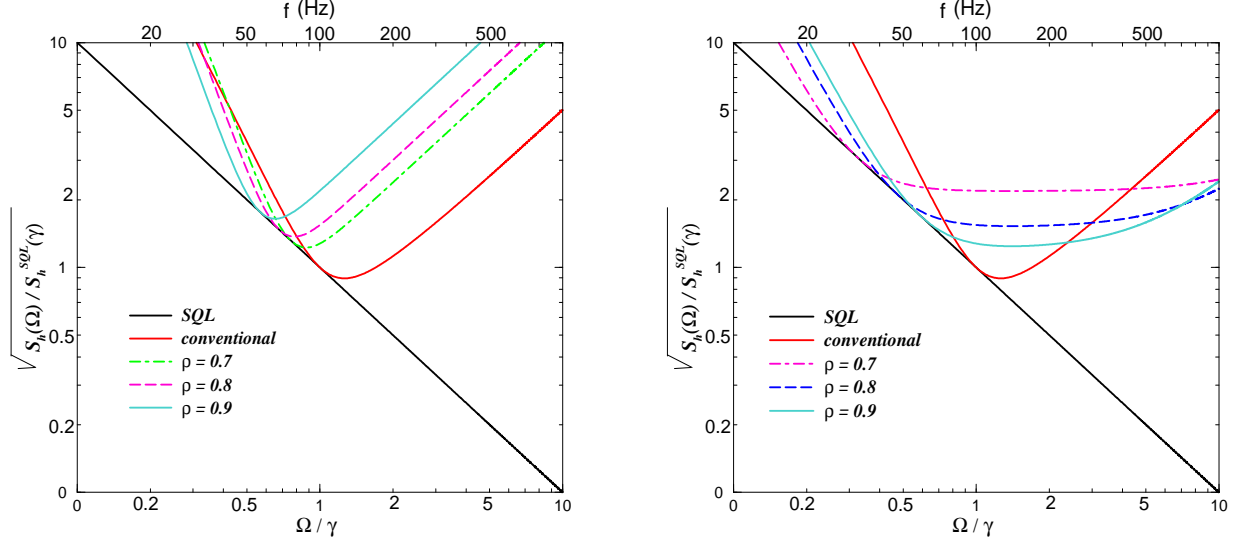 f (Hz)
20 50 100 200 500
10
5
2
1
0.5
0.2
0
√S_h(Ω) / S_h^SQL(γ)
SQL
conventional
ρ = 0.7
ρ = 0.8
ρ = 0.9
0 0.2 0.5 1 2 5 10
Ω / γ
f (Hz)
20 50 100 200 500
10
5
2
1
0.5
0.2
0
√S_h(Ω) / S_h^SQL(γ)
SQL
conventional
ρ = 0.7
ρ = 0.8
ρ = 0.9
0 0.2 0.5 1 2 5 10
Ω / γ